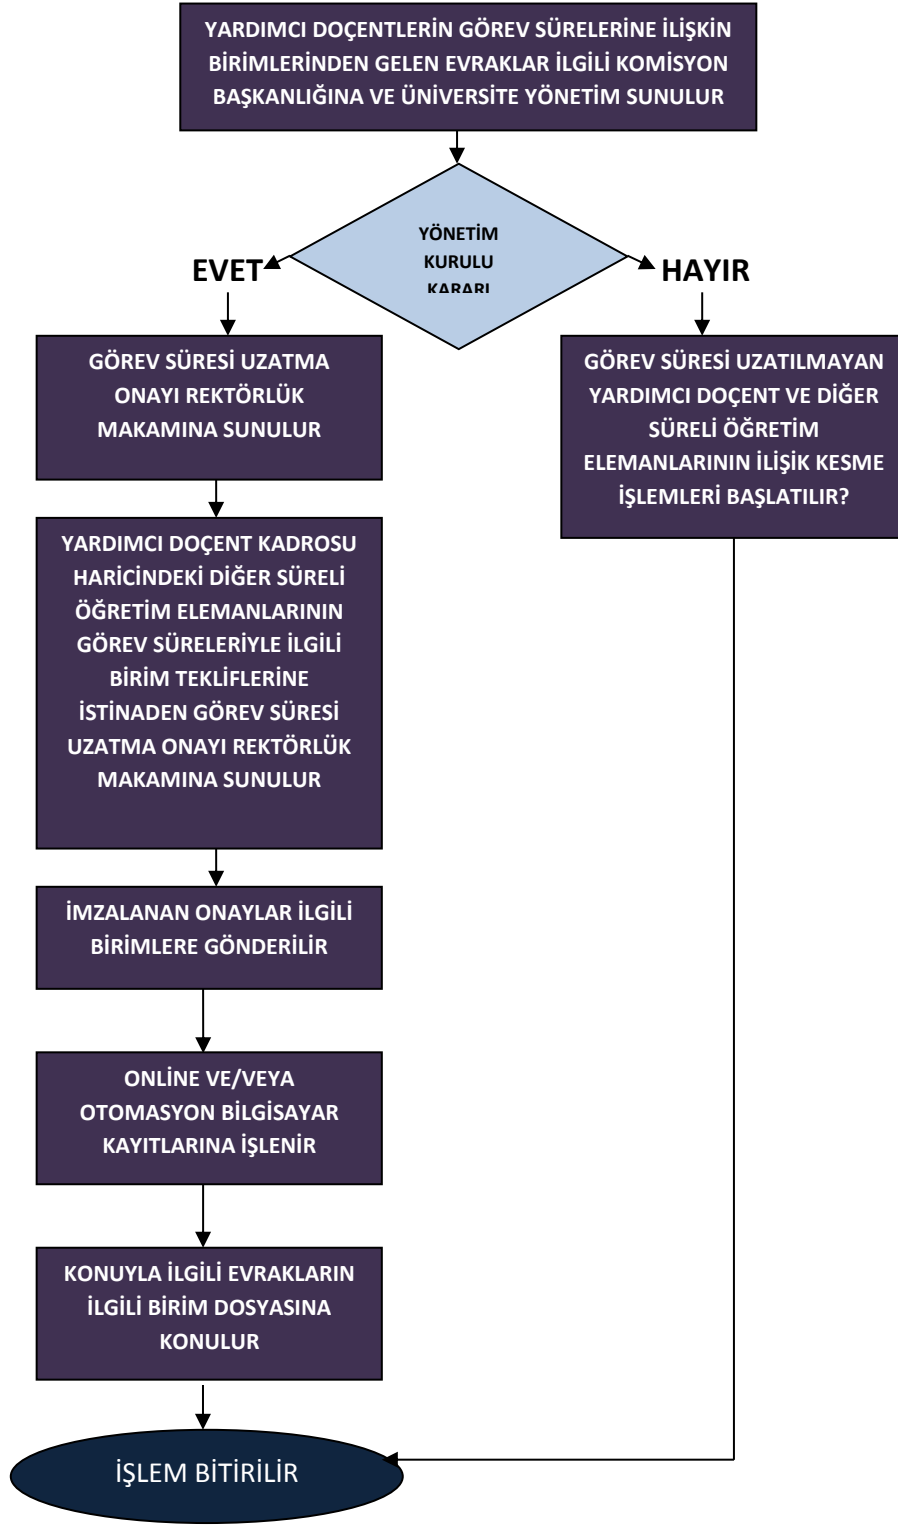 YARDIMCI DOÇENTLERİN GÖREV SÜRELERİNE İLİŞKİN
BİRİMLERİNDEN GELEN EVRAKLAR İLGİLİ KOMİSYON
BAŞKANLIĞINA VE ÜNİVERSİTE YÖNETİM SUNULUR
YÖNETİM
KURULU
KARARI
EVET
HAYIR
GÖREV SÜRESİ UZATMA
ONAYI REKTÖRLÜK
MAKAMINA SUNULUR
GÖREV SÜRESİ UZATILMAYAN
YARDIMCI DOÇENT VE DİĞER
SÜRELİ ÖĞRETİM
ELEMANLARININ İLİŞİK KESME
İŞLEMLERİ BAŞLATILIR?
YARDIMCI DOÇENT KADROSU
HARİCİNDEKİ DİĞER SÜRELİ
ÖĞRETİM ELEMANLARININ
GÖREV SÜRELERİYLE İLGİLİ
BİRİM TEKLİFLERİNE
İSTİNADEN GÖREV SÜRESİ
UZATMA ONAYI REKTÖRLÜK
MAKAMINA SUNULUR
İMZALANAN ONAYLAR İLGİLİ
BİRİMLERE GÖNDERİLİR
ONLİNE VE/VEYA
OTOMASYON BİLGİSAYAR
KAYITLARINA İŞLENİR
KONUYLA İLGİLİ EVRAKLARIN
İLGİLİ BİRİM DOSYASINA
KONULUR
İŞLEM BİTİRİLİR